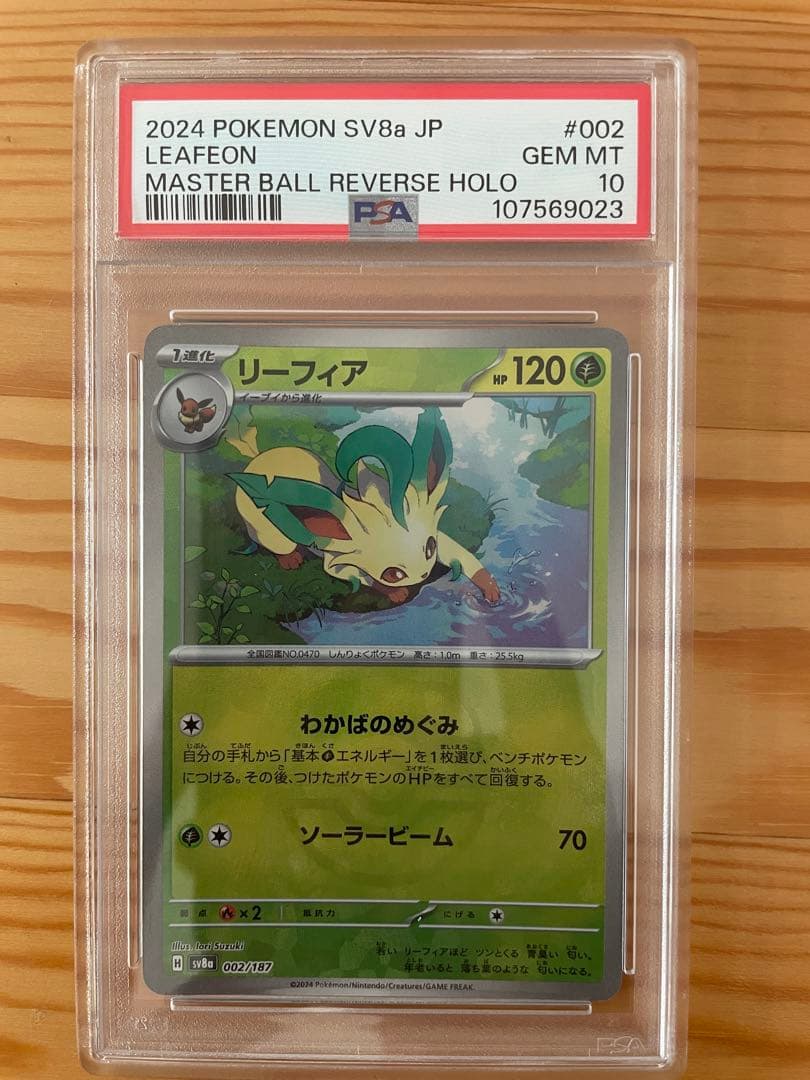 2024 POKEMON SV8a JP #002
LEAFEON GEM MT
MASTER BALL REVERSE HOLO 10
PSA 107569023
1進化
リーフィア HP 120
イーブイから進化
全国図鑑NO.0470 しんりょくポケモン 高さ:1.0m 重さ:25.5kg
わかばのめぐみ
自分の手札から「基本エネルギー」を1枚選び、ベンチポケモン
につける。その後、つけたポケモンのHPをすべて回復する。
ソーラービーム 70
弱点 ×2 抵抗力 にげる
Illus. Iori Suzuki
若い リーフィアほど ツンとくる 青臭い 匂い。
H sv8a 002/187
年老いると 落ち葉のような 匂いになる。
©2024 Pokémon/Nintendo/Creatures/GAME FREAK.
PSA